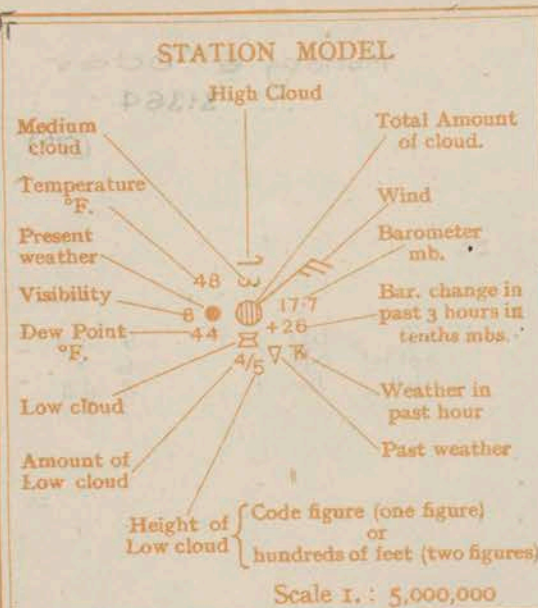 STATION MODEL
High Cloud
Medium
cloud
Total Amount
of cloud.
Temperature
°F.
Wind
Present
weather
Barometer
mb.
48
Visibility
8
17·7
Bar. change in
past 3 hours in
tenths mbs.
+26
Dew Point
°F.
44
4/5
Low cloud
Weather in
past hour
Amount of
Low cloud
Past weather
Height of
Low cloud
Code figure (one figure)
or
hundreds of feet (two figures)
Scale 1. : 5,000,000